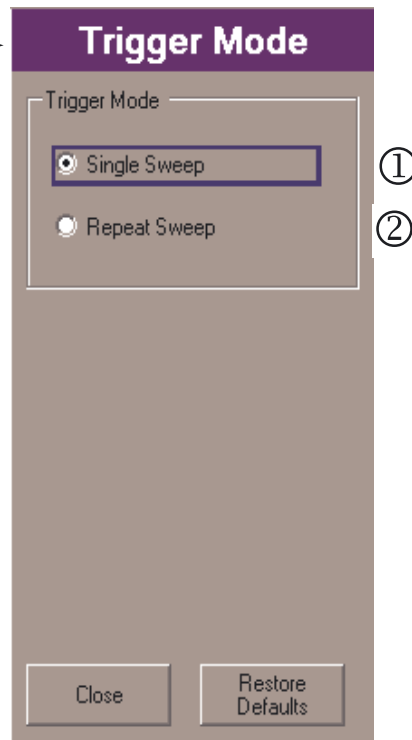 Trigger Mode
Trigger Mode
Single Sweep
①
Repeat Sweep
②
Close
Restore
Defaults